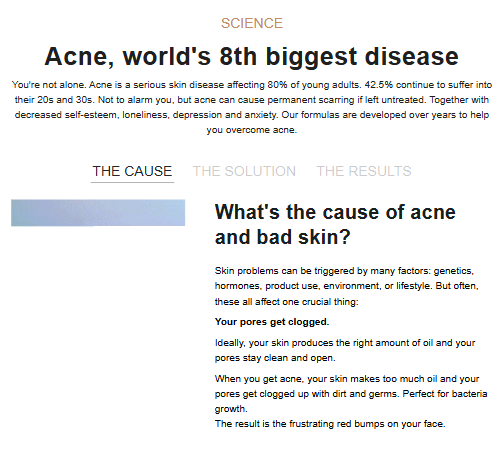 SCIENCE
Acne, world's 8th biggest disease
You're not alone. Acne is a serious skin disease affecting 80% of young adults. 42.5% continue to suffer into
their 20s and 30s. Not to alarm you, but acne can cause permanent scarring if left untreated. Together with
decreased self-esteem, loneliness, depression and anxiety. Our formulas are developed over years to help
you overcome acne.
THE CAUSE THE SOLUTION THE RESULTS
What's the cause of acne
and bad skin?
Skin problems can be triggered by many factors: genetics,
hormones, product use, environment, or lifestyle. But often,
these all affect one crucial thing:
Your pores get clogged.
Ideally, your skin produces the right amount of oil and your
pores stay clean and open.
When you get acne, your skin makes too much oil and your
pores get clogged up with dirt and germs. Perfect for bacteria
growth.
The result is the frustrating red bumps on your face.